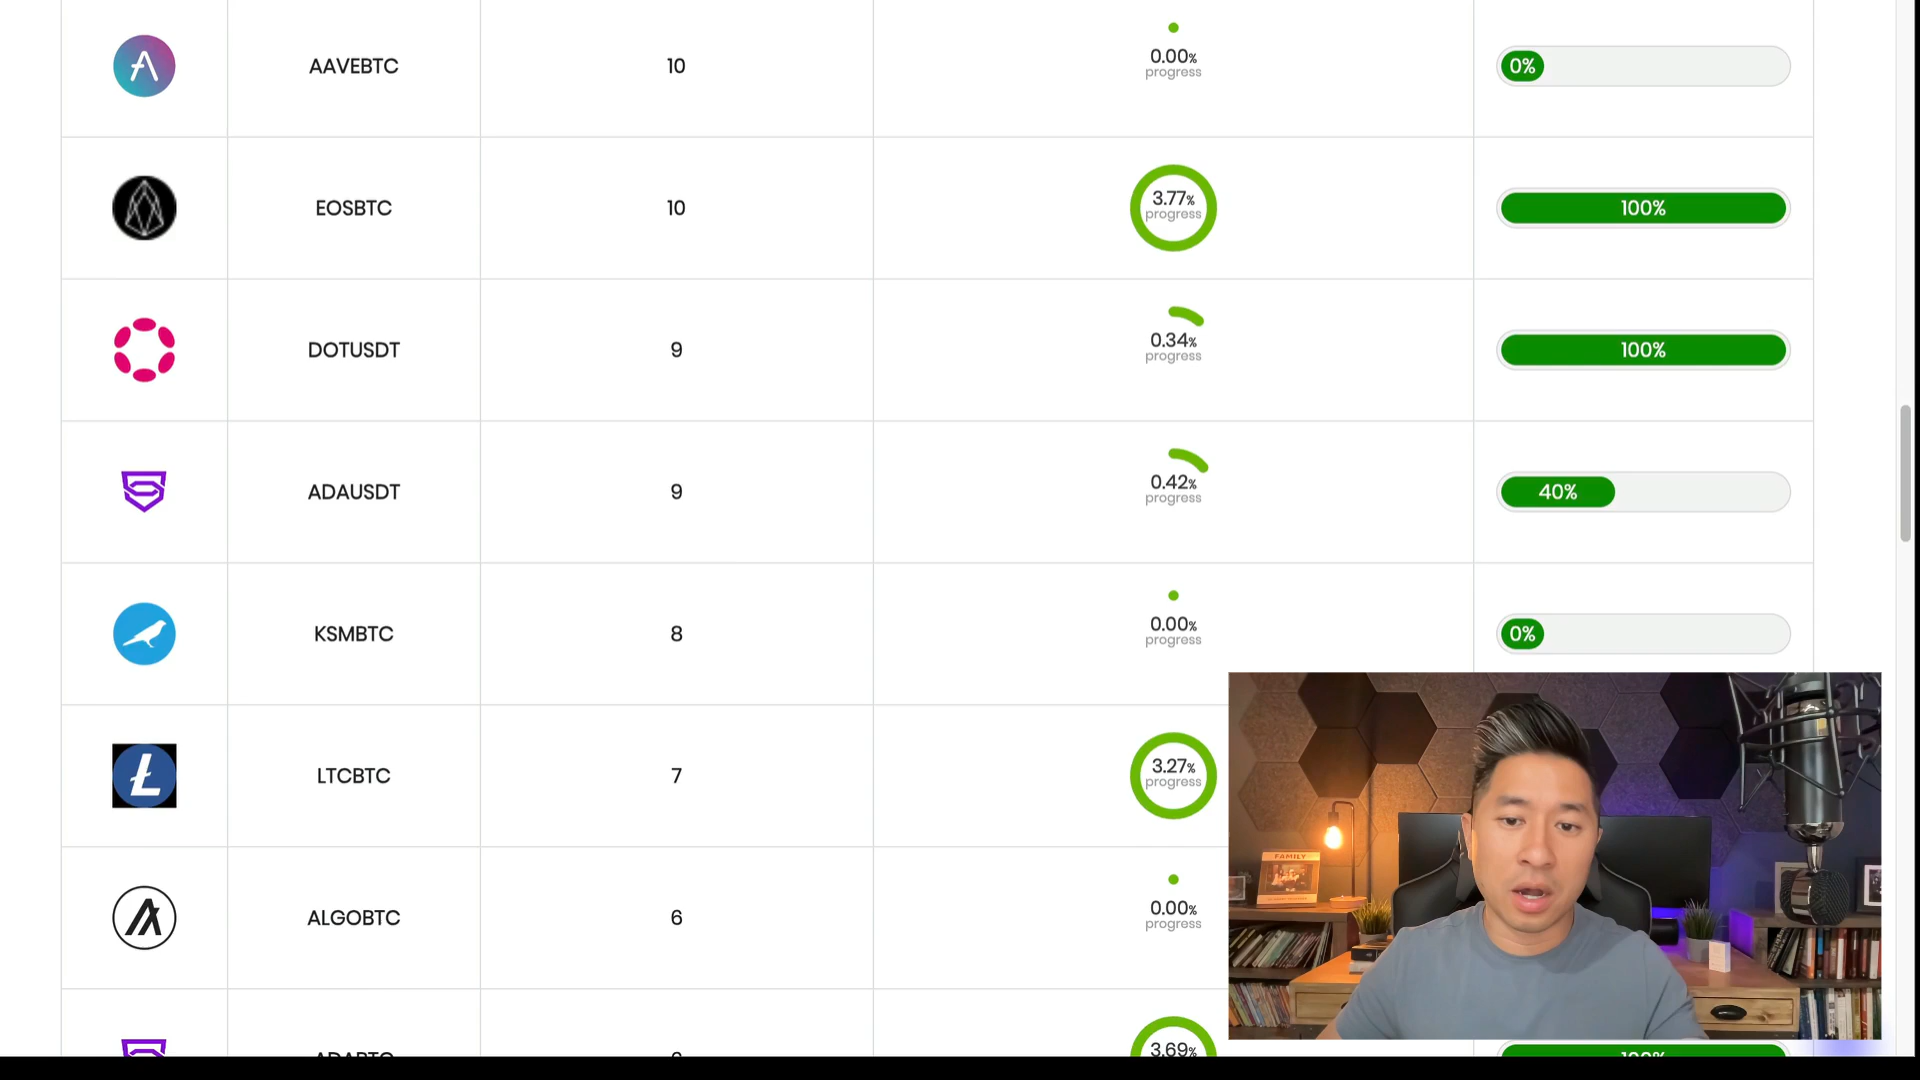 AAVEBTC
10
0.00%
progress
0%
EOSBTC
10
3.77%
progress
100%
DOTUSDT
9
0.34%
progress
100%
ADAUSDT
9
0.42%
progress
40%
KSMBTC
8
0.00%
progress
0%
LTCBTC
7
3.27%
progress
ALGOBTC
6
0.00%
progress
FAMILY
3.69%
100%